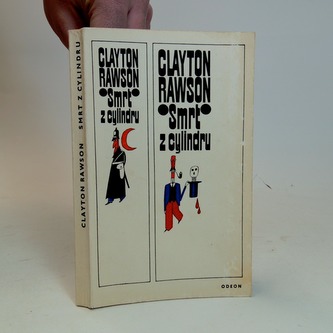 CLAYTON RAWSON SMRT Z CYLINDRU
CLAYTON
RAWSON
Smrt
z cylindru
CLAYTON
RAWSON
Smrt
z cylindru
ODEON